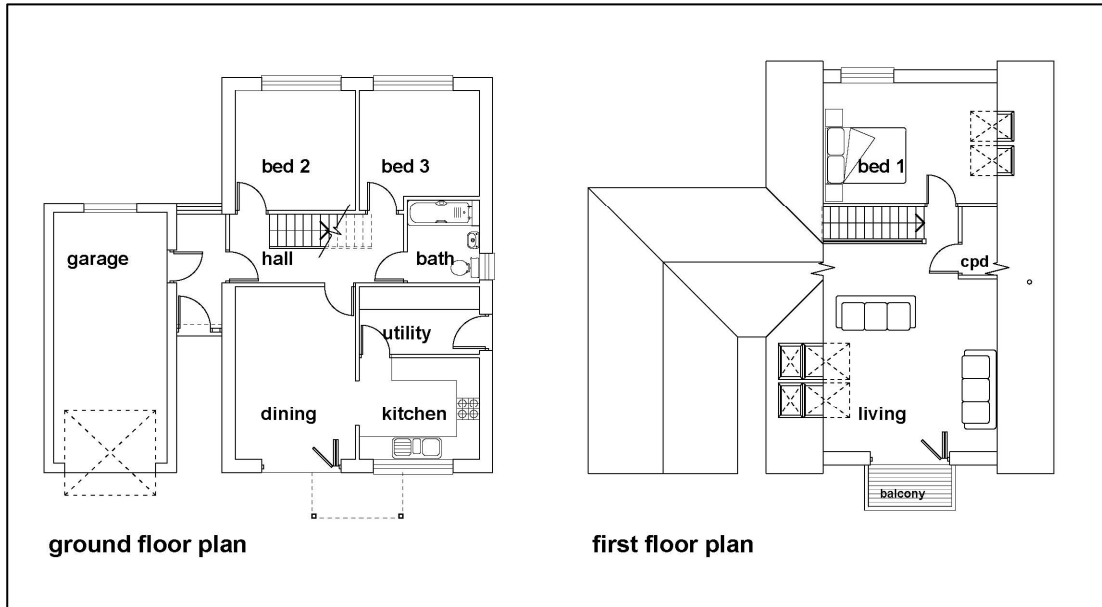 bed 2
bed 3
garage
hall
bath
utility
dining
kitchen
ground floor plan
bed 1
cpd
living
balcony
first floor plan